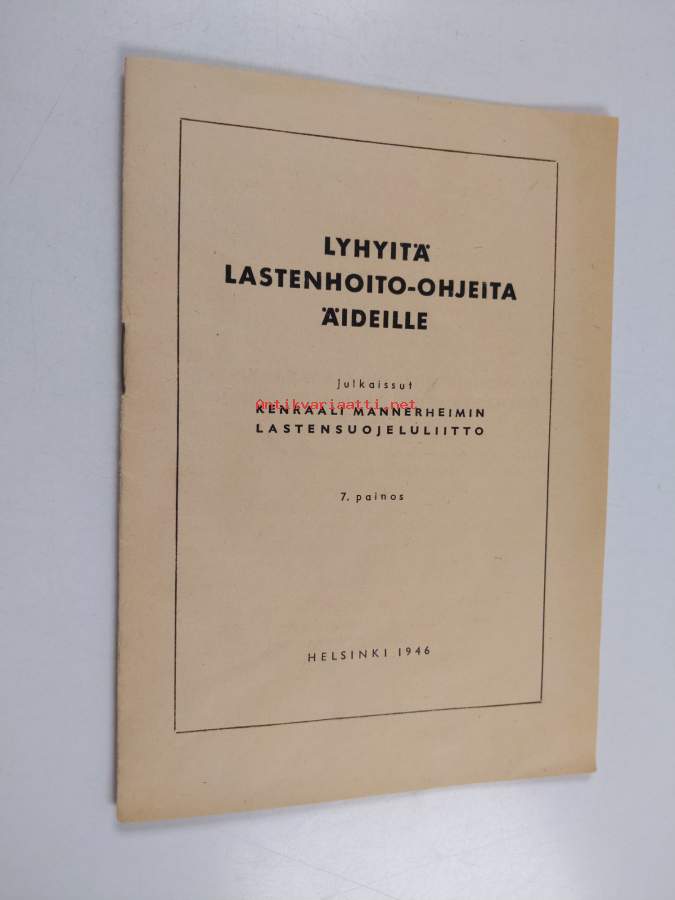 LYHYITÄ
LASTENHOITO-OHJEITA
ÄIDEILLE
Julkaissut
Antikvariaatti.net
KENRAALI MANNERHEIMIN
LASTENSUOJELULIITTO
7. painos
HELSINKI 1946